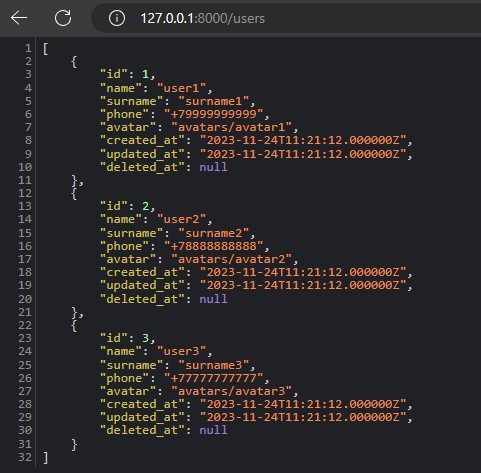 127.0.0.1:8000/users
1 [
2     {
3         "id": 1,
4         "name": "user1",
5         "surname": "surname1",
6         "phone": "+79999999999",
7         "avatar": "avatars/avatar1",
8         "created_at": "2023-11-24T11:21:12.000000Z",
9         "updated_at": "2023-11-24T11:21:12.000000Z",
10         "deleted_at": null
11     },
12     {
13         "id": 2,
14         "name": "user2",
15         "surname": "surname2",
16         "phone": "+78888888888",
17         "avatar": "avatars/avatar2",
18         "created_at": "2023-11-24T11:21:12.000000Z",
19         "updated_at": "2023-11-24T11:21:12.000000Z",
20         "deleted_at": null
21     },
22     {
23         "id": 3,
24         "name": "user3",
25         "surname": "surname3",
26         "phone": "+77777777777",
27         "avatar": "avatars/avatar3",
28         "created_at": "2023-11-24T11:21:12.000000Z",
29         "updated_at": "2023-11-24T11:21:12.000000Z",
30         "deleted_at": null
31     }
32 ]